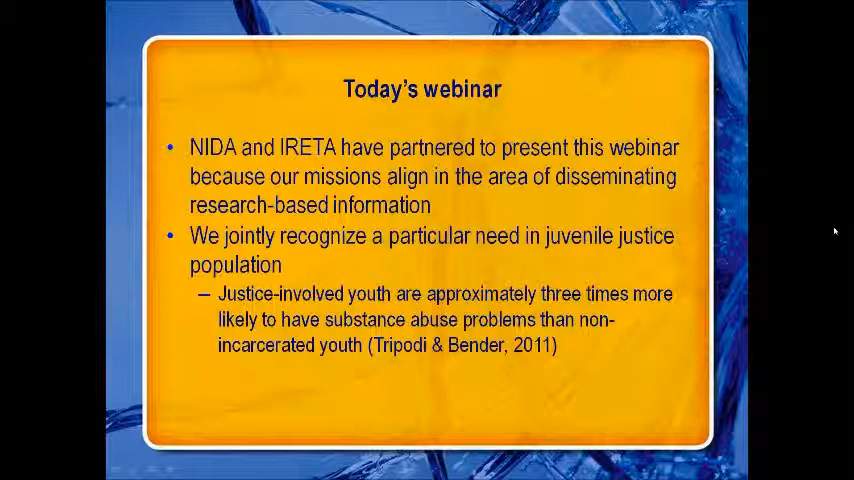 Today's webinar
• NIDA and IRETA have partnered to present this webinar
because our missions align in the area of disseminating
research-based information
• We jointly recognize a particular need in juvenile justice
population
– Justice-involved youth are approximately three times more
likely to have substance abuse problems than non-
incarcerated youth (Tripodi & Bender, 2011)